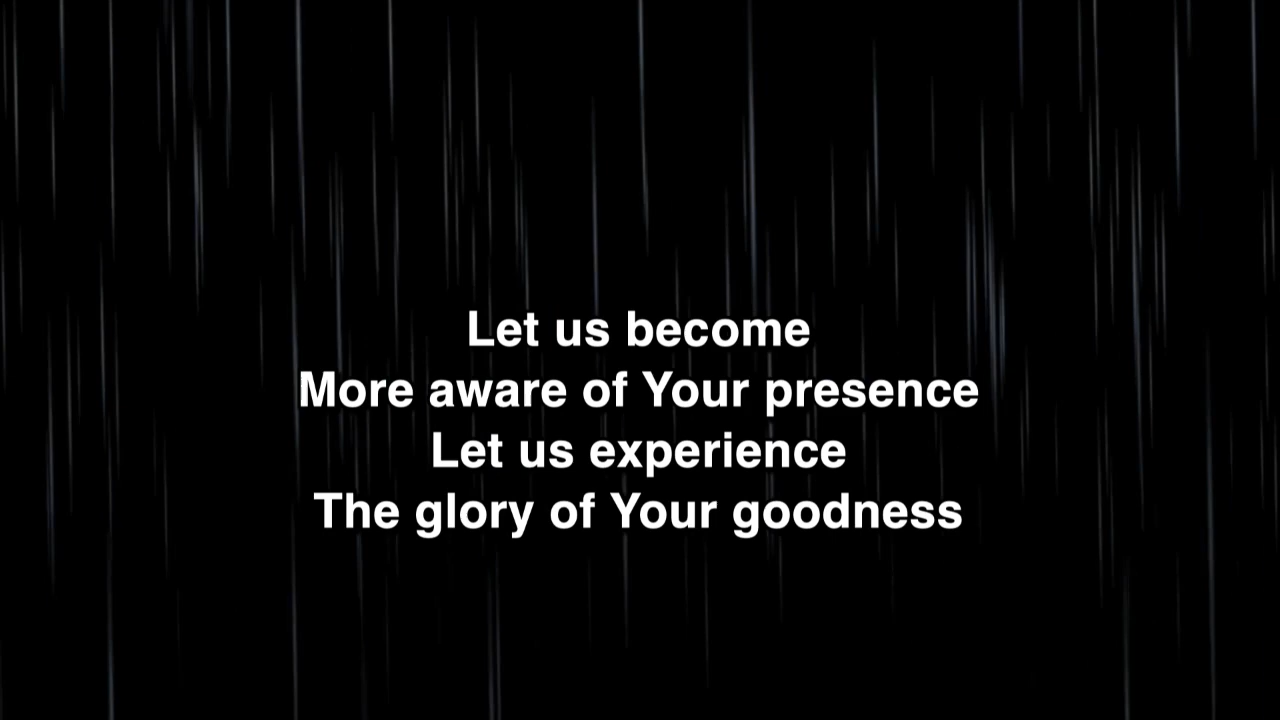 Let us become
More aware of Your presence
Let us experience
The glory of Your goodness